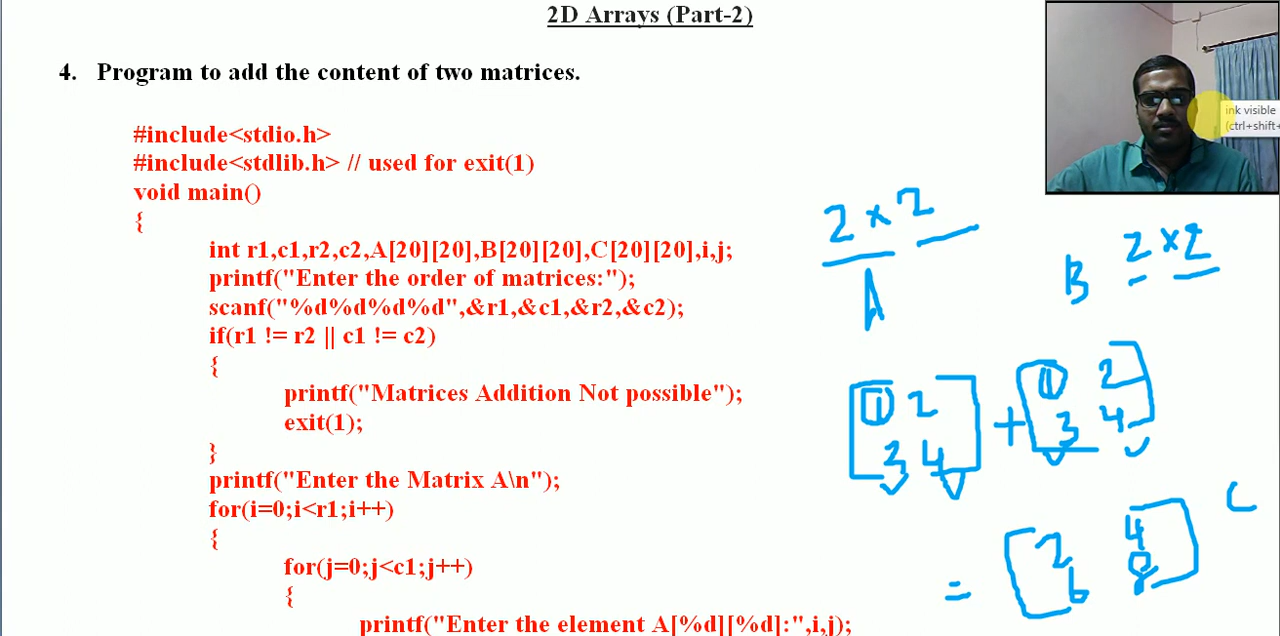 2D Arrays (Part-2)
4. Program to add the content of two matrices.
#include<stdio.h>
#include<stdlib.h> // used for exit(1)
void main()
{
int r1,c1,r2,c2,A[20][20],B[20][20],C[20][20],i,j;
printf("Enter the order of matrices:");
scanf("%d%d%d%d",&r1,&c1,&r2,&c2);
if(r1 != r2 || c1 != c2)
{
printf("Matrices Addition Not possible");
exit(1);
}
printf("Enter the Matrix A\n");
for(i=0;i<r1;i++)
{
for(j=0;j<c1;j++)
{
printf("Enter the element A[%d][%d]:",i,j);
ink visible
(ctrl+shift+
2 x 2
A
B 2 x 2
[1 2] + [1 2]
[3 4] [3 4]
C
= [2 4]
[6 8]